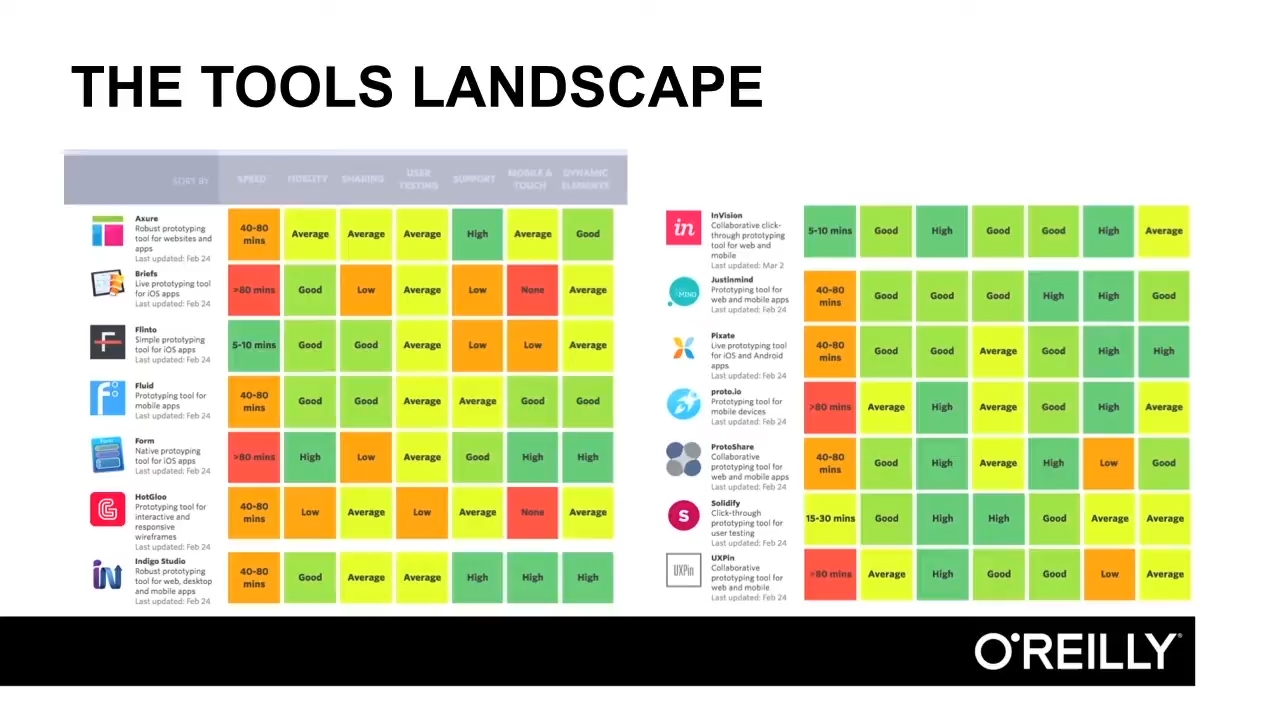 THE TOOLS LANDSCAPE
SORT BY SPEED FIDELITY SHARING USER TESTING SUPPORT MOBILE & TOUCH DYNAMIC ELEMENTS
Axure
Robust prototyping
tool for websites and
apps
Last updated: Feb 24
40-80 mins Average Average Average High Average Good
Briefs
Live prototyping tool
for iOS apps
Last updated: Feb 24
>80 mins Good Low Average Low None Average
Flinto
Simple prototyping
tool for iOS apps
Last updated: Feb 24
5-10 mins Good Good Average Low Low Average
Fluid
Prototyping tool for
mobile apps
Last updated: Feb 24
40-80 mins Good Good Average Average Good Good
Form
Native protoyping
tool for iOS apps
Last updated: Feb 24
>80 mins High Low Average Good High High
HotGloo
Prototyping tool for
interactive and
responsive
wireframes
Last updated: Feb 24
40-80 mins Low Average Low Average None Average
Indigo Studio
Robust prototyping
tool for web, desktop
and mobile apps
Last updated: Feb 24
40-80 mins Good Average Average High High High
in
InVision
Collaborative click-
through prototyping
tool for web and
mobile
Last updated: Mar 2
5-10 mins Good High Good Good High Average
MIND
Justinmind
Prototyping tool for
web and mobile apps
Last updated: Feb 24
40-80 mins Good Good Good High High Good
Pixate
Live prototyping tool
for iOS and Android
apps
Last updated: Feb 24
40-80 mins Good Good Average Good High High
proto.io
Prototyping tool for
mobile devices
Last updated: Feb 24
>80 mins Average High Average Good High Average
ProtoShare
Collaborative
prototyping tool for
web and mobile apps
Last updated: Feb 24
40-80 mins Good High Average High Low Good
S
Solidify
Click-through
prototyping tool for
user testing
Last updated: Feb 24
15-30 mins Good High High Good Average Average
UXPin
UXPin
Collaborative
prototyping tool for
web and mobile
Last updated: Feb 24
>80 mins Average High Good Good Low Average
O'REILLY®